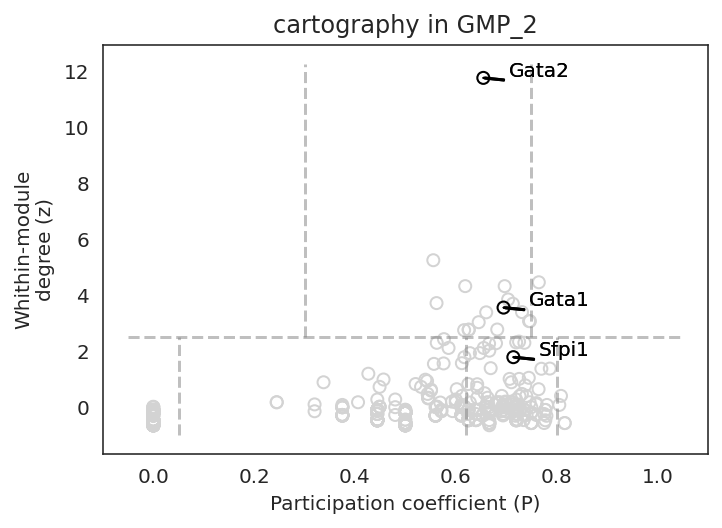 cartography in GMP_2
Whithin-module
degree (z)
12
10
8
6
4
2
0
Gata2
Gata1
Sfpi1
0.0 0.2 0.4 0.6 0.8 1.0
Participation coefficient (P)